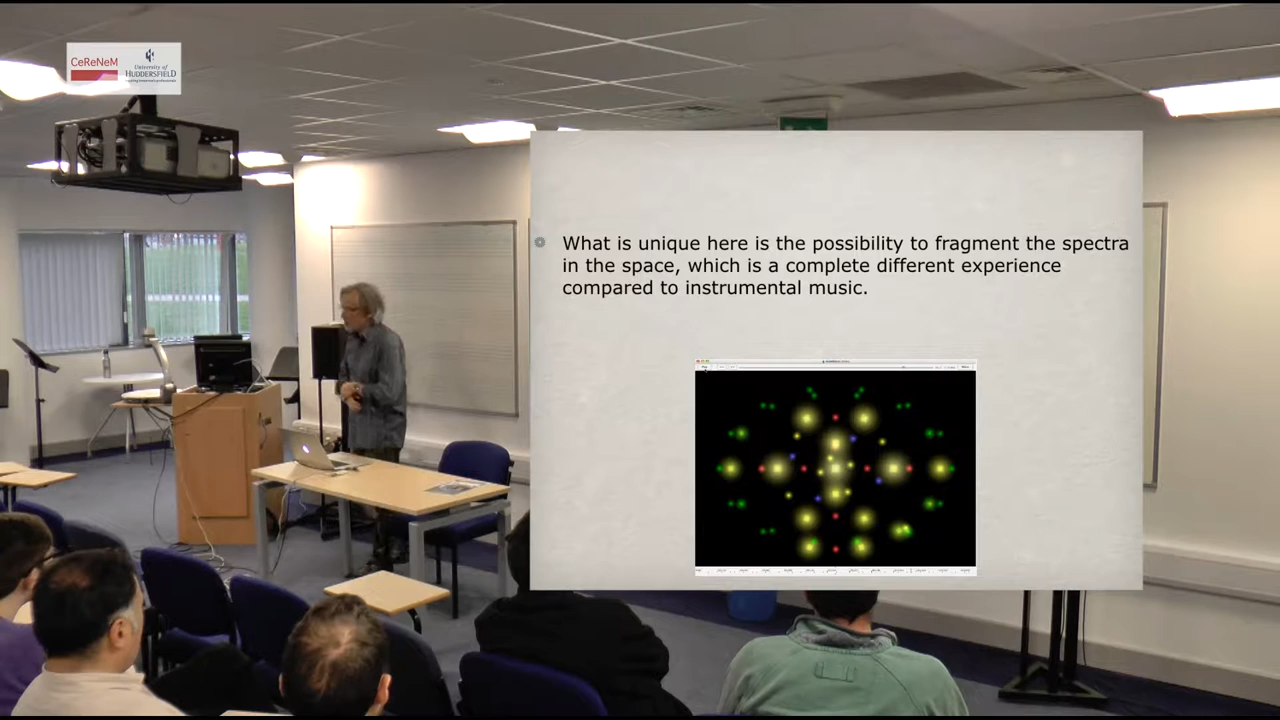 CeReNeM
University of
HUDDERSFIELD
What is unique here is the possibility to fragment the spectra
in the space, which is a complete different experience
compared to instrumental music.